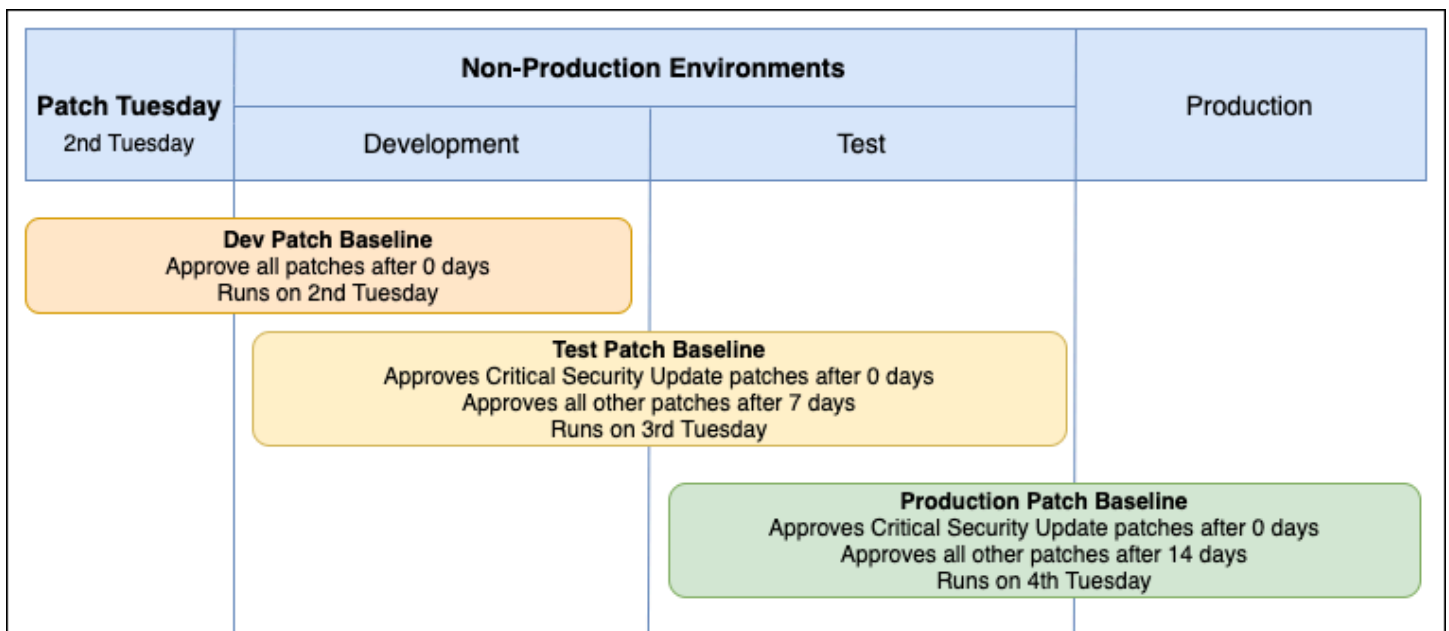 Patch Tuesday
2nd Tuesday
Non-Production Environments
Development
Test
Production
Dev Patch Baseline
Approve all patches after 0 days
Runs on 2nd Tuesday
Test Patch Baseline
Approves Critical Security Update patches after 0 days
Approves all other patches after 7 days
Runs on 3rd Tuesday
Production Patch Baseline
Approves Critical Security Update patches after 0 days
Approves all other patches after 14 days
Runs on 4th Tuesday